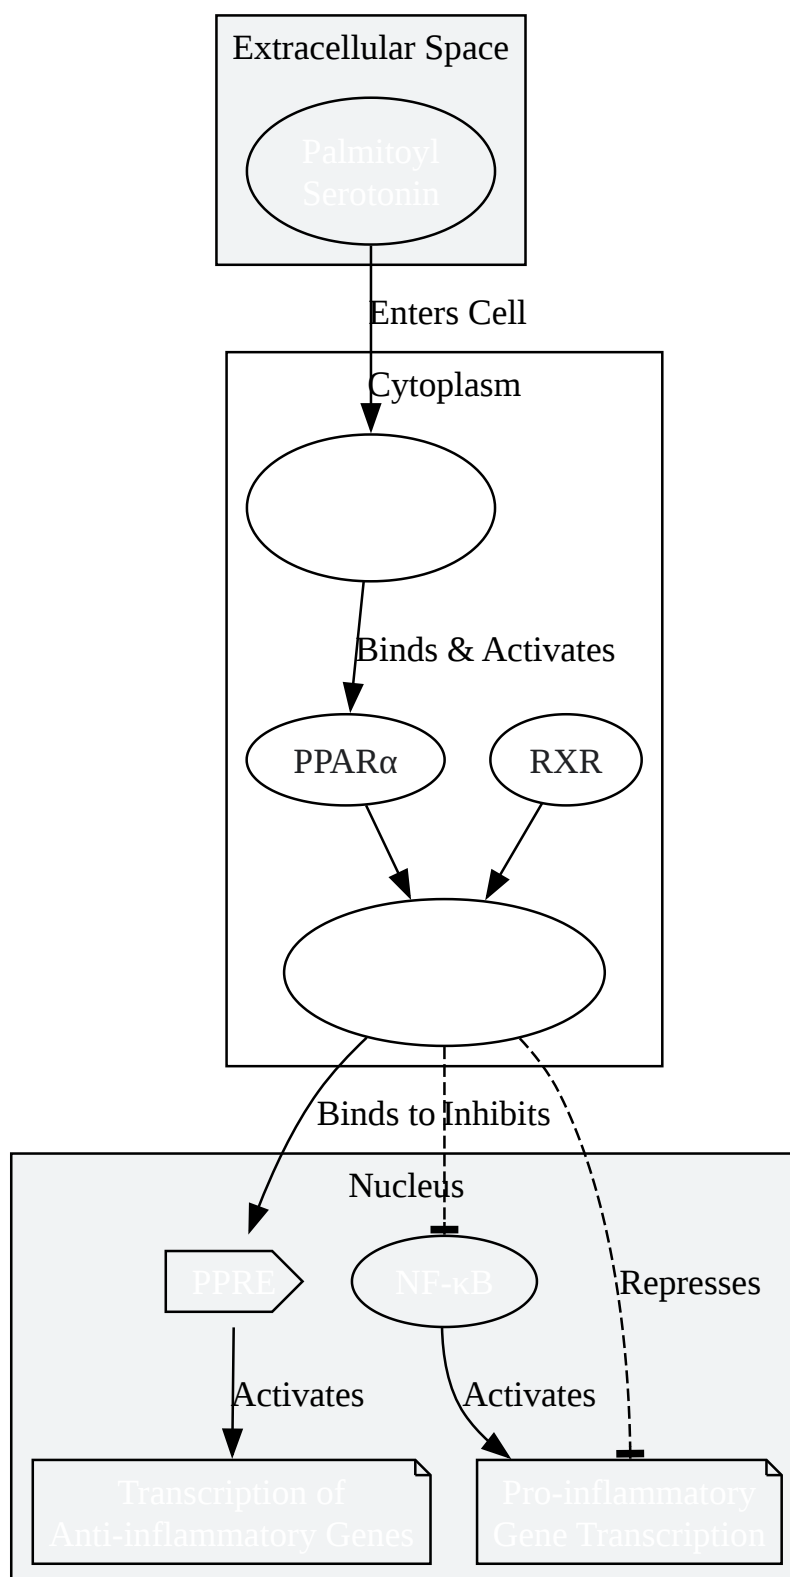 Extracellular Space
Palmitoyl
Serotonin
Enters Cell
Cytoplasm
Binds & Activates
PPARα
RXR
Binds to
Inhibits
Nucleus
PPRE
NF-κB
Represses
Activates
Activates
Transcription of
Anti-inflammatory Genes
Pro-inflammatory
Gene Transcription